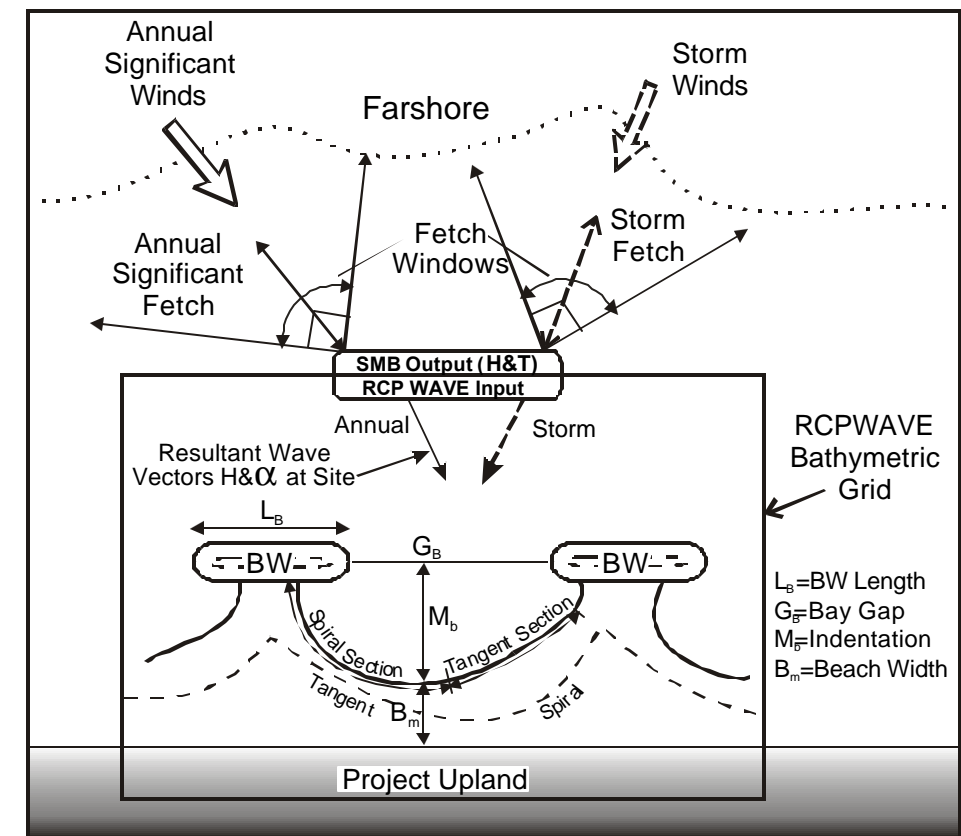 Annual
Significant
Winds
Storm
Winds
Farshore
Annual
Significant
Fetch
Fetch
Windows
Storm
Fetch
SMB Output (H&T)
RCP WAVE Input
Annual
Storm
Resultant Wave
Vectors H&α at Site
RCPWAVE
Bathymetric
Grid
L_B
BW
G_B
BW
M_b
Spiral Section
Tangent Section
Tangent
Spiral
B_m
L_B=BW Length
G_B=Bay Gap
M_b=Indentation
B_m=Beach Width
Project Upland